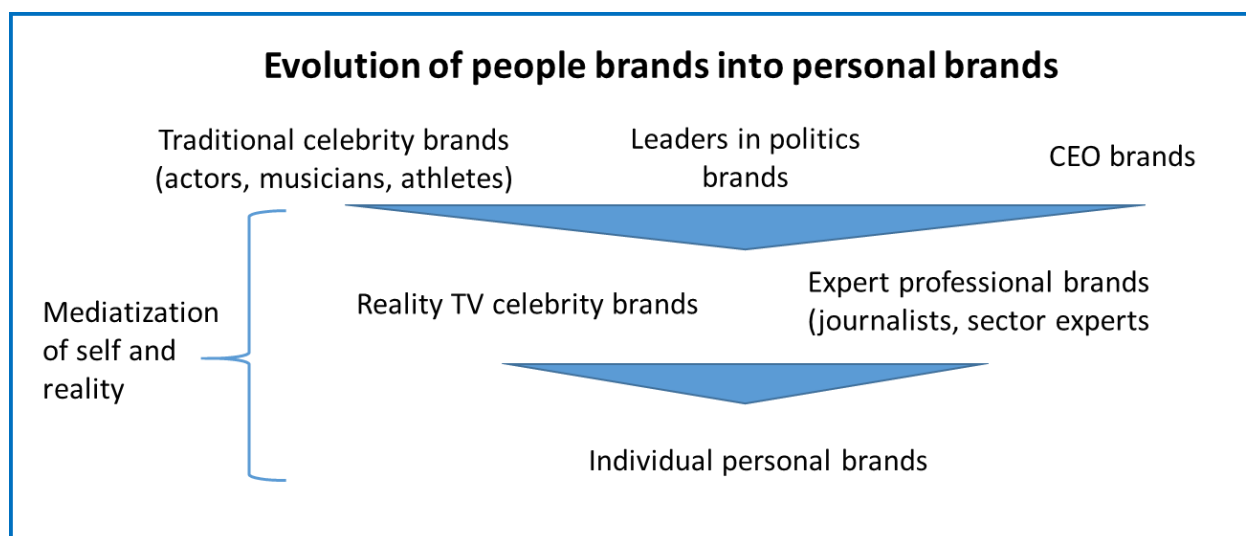 Evolution of people brands into personal brands
Traditional celebrity brands
(actors, musicians, athletes)
Leaders in politics
brands
CEO brands
Mediatization
of self and
reality
Reality TV celebrity brands
Expert professional brands
(journalists, sector experts
Individual personal brands